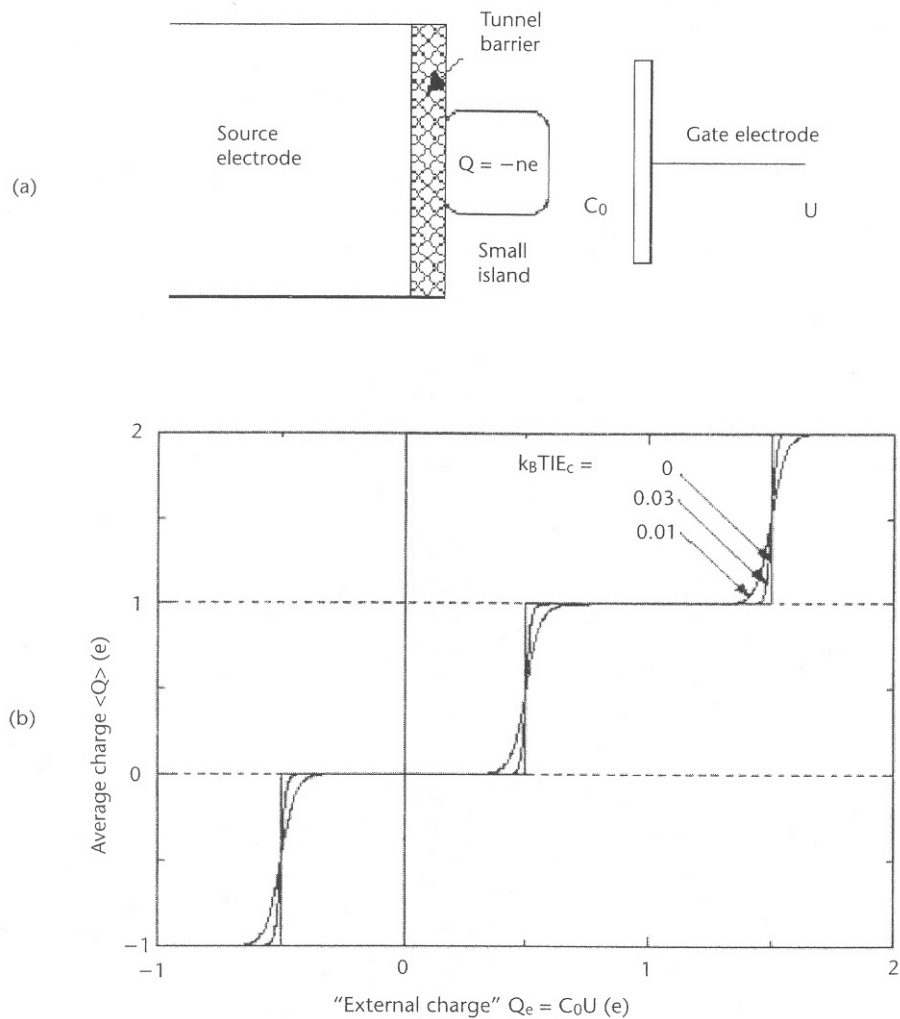 Tunnel
barrier
Source
electrode
Q = −ne
Gate electrode
(a)
C₀
U
Small
island
2
k_BTIE_c = 0
0.03
0.01
1
0
−1
Average charge <Q> (e)
(b)
−1 0 1 2
"External charge" Qₑ = C₀U (e)